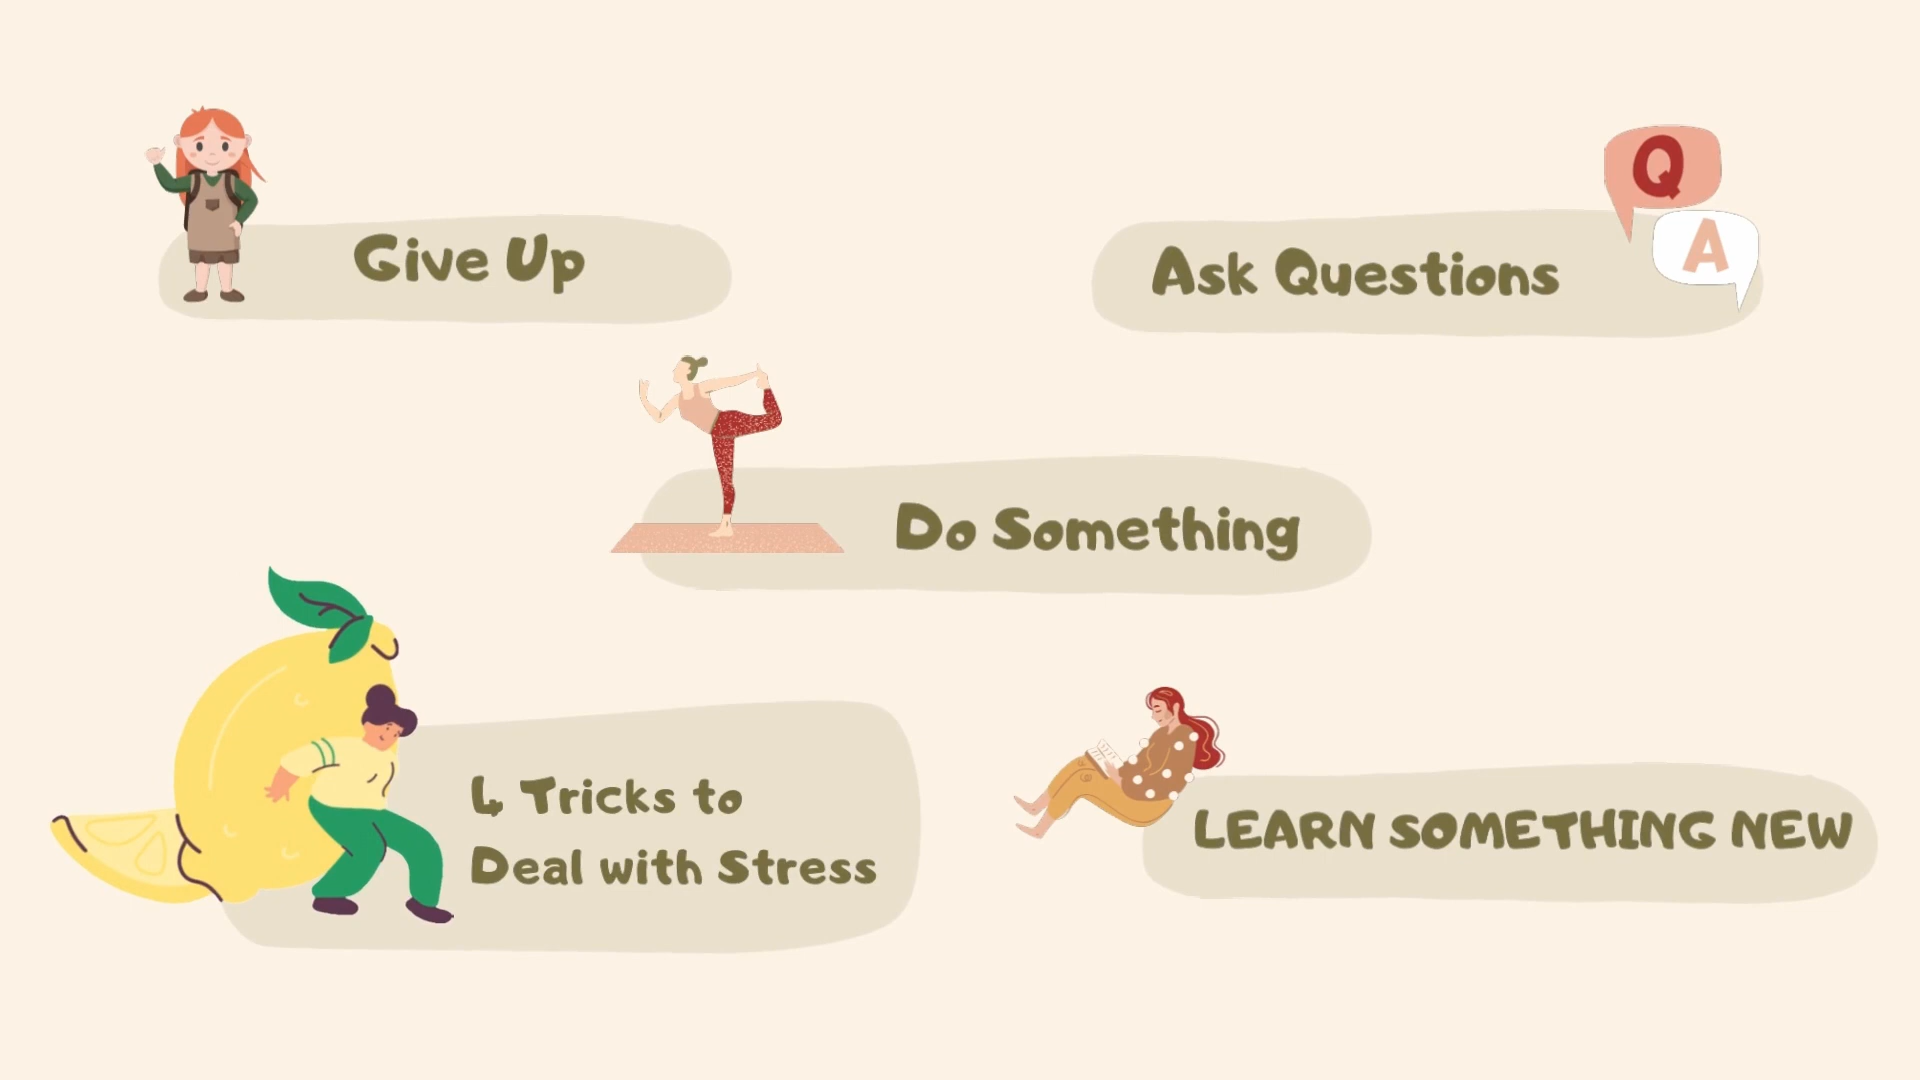 Give Up
Ask Questions
Q
A
Do Something
4 Tricks to
Deal with Stress
LEARN SOMETHING NEW